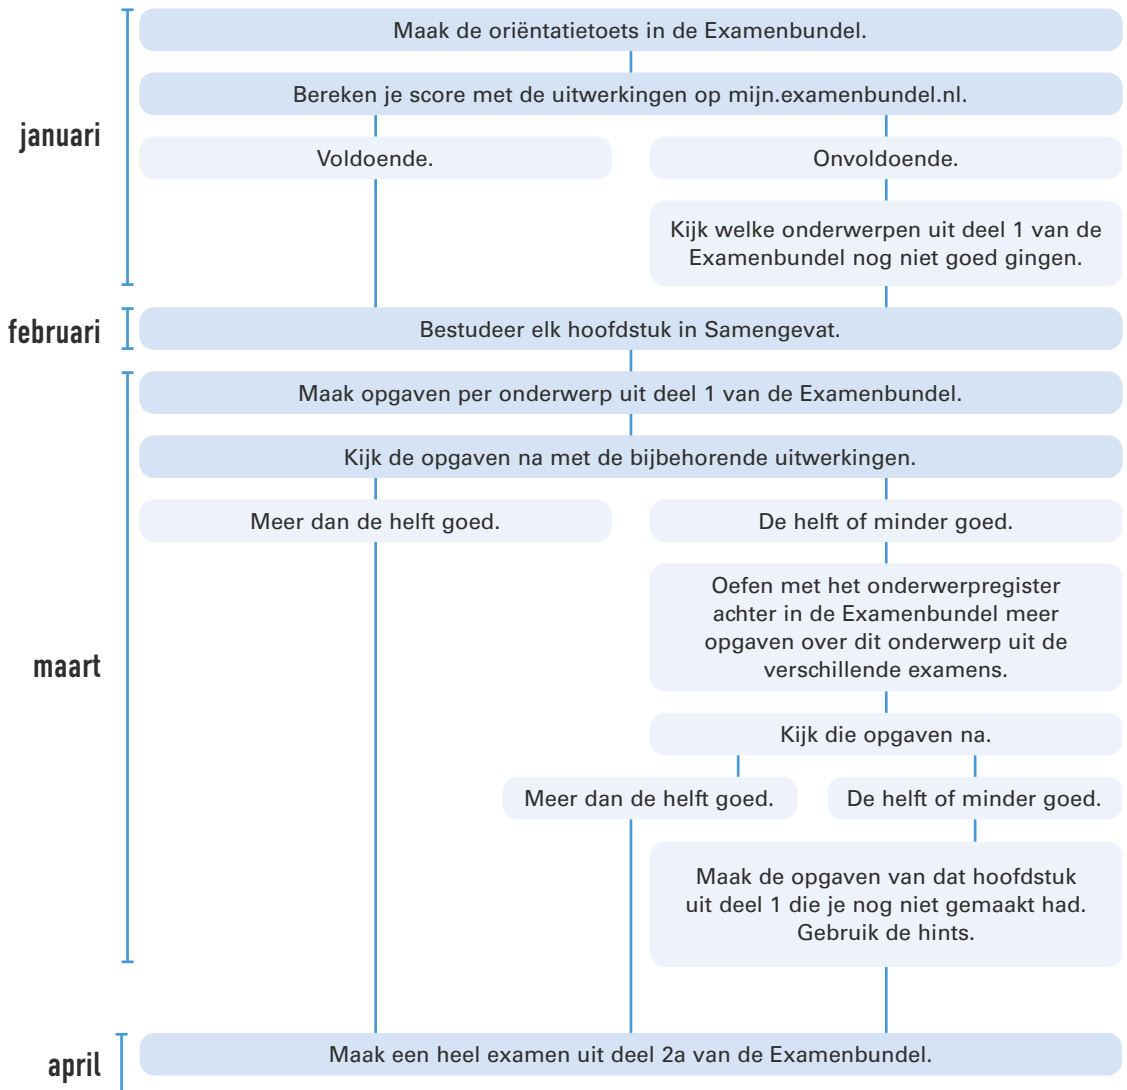 januari
Maak de oriëntatietoets in de Examenbundel.
Bereken je score met de uitwerkingen op mijn.examenbundel.nl.
Voldoende.
Onvoldoende.
Kijk welke onderwerpen uit deel 1 van de
Examenbundel nog niet goed gingen.
februari
Bestudeer elk hoofdstuk in Samengevat.
maart
Maak opgaven per onderwerp uit deel 1 van de Examenbundel.
Kijk de opgaven na met de bijbehorende uitwerkingen.
Meer dan de helft goed.
De helft of minder goed.
Oefen met het onderwerpregister
achter in de Examenbundel meer
opgaven over dit onderwerp uit de
verschillende examens.
Kijk die opgaven na.
Meer dan de helft goed.
De helft of minder goed.
Maak de opgaven van dat hoofdstuk
uit deel 1 die je nog niet gemaakt had.
Gebruik de hints.
april
Maak een heel examen uit deel 2a van de Examenbundel.